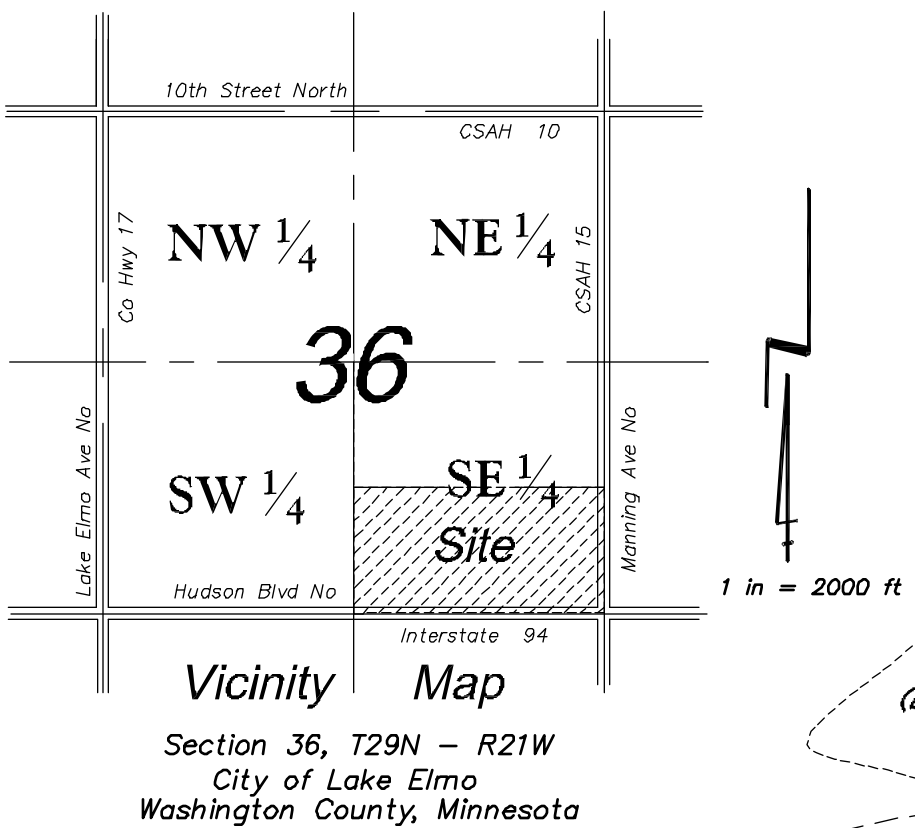 10th Street North
CSAH 10
Co Hwy 17
NW 1/4
NE 1/4
CSAH 15
36
Lake Elmo Ave No
SW 1/4
SE 1/4
Site
Manning Ave No
Hudson Blvd No
1 in = 2000 ft
Interstate 94
Vicinity Map
Section 36, T29N – R21W
City of Lake Elmo
Washington County, Minnesota